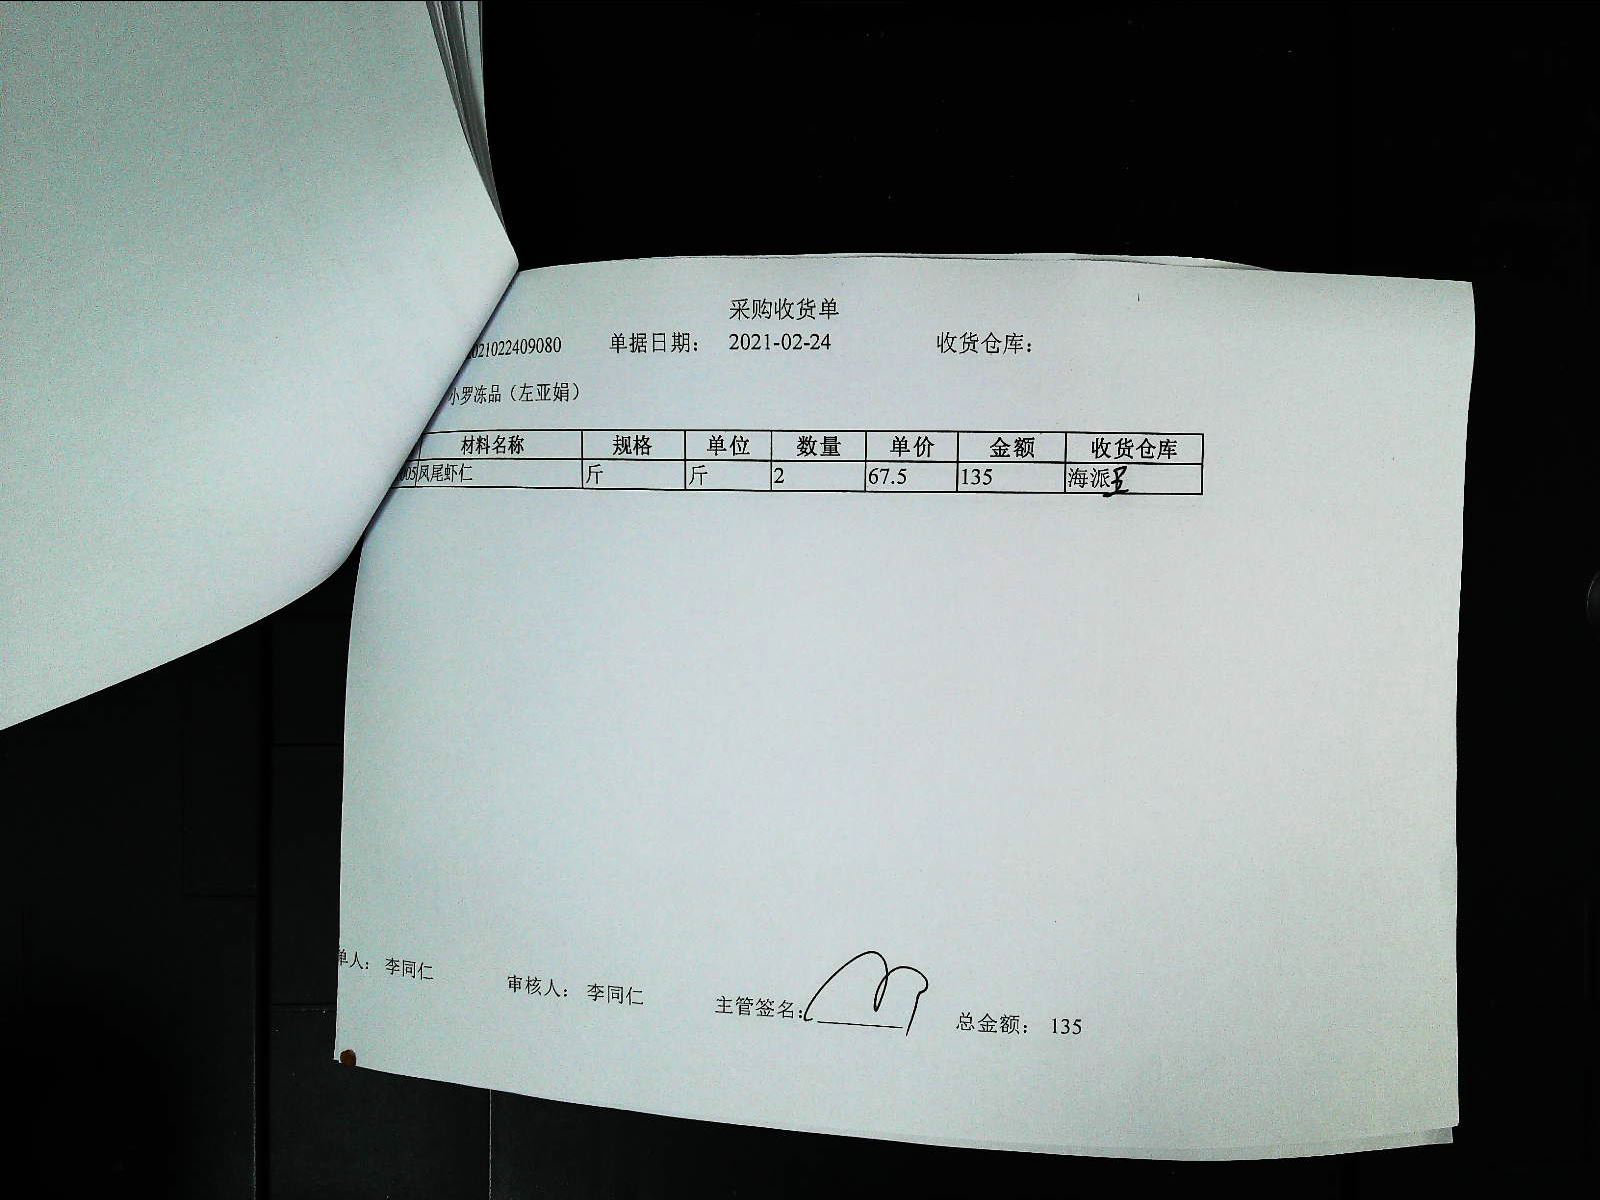 采购收货单
021022409080 单据日期： 2021-02-24 收货仓库：
小罗冻品（左亚娟）
材料名称 规格 单位 数量 单价 金额 收货仓库
005 凤尾虾仁 斤 斤 2 67.5 135 海派
单人： 李同仁 审核人： 李同仁 主管签名： 总金额： 135